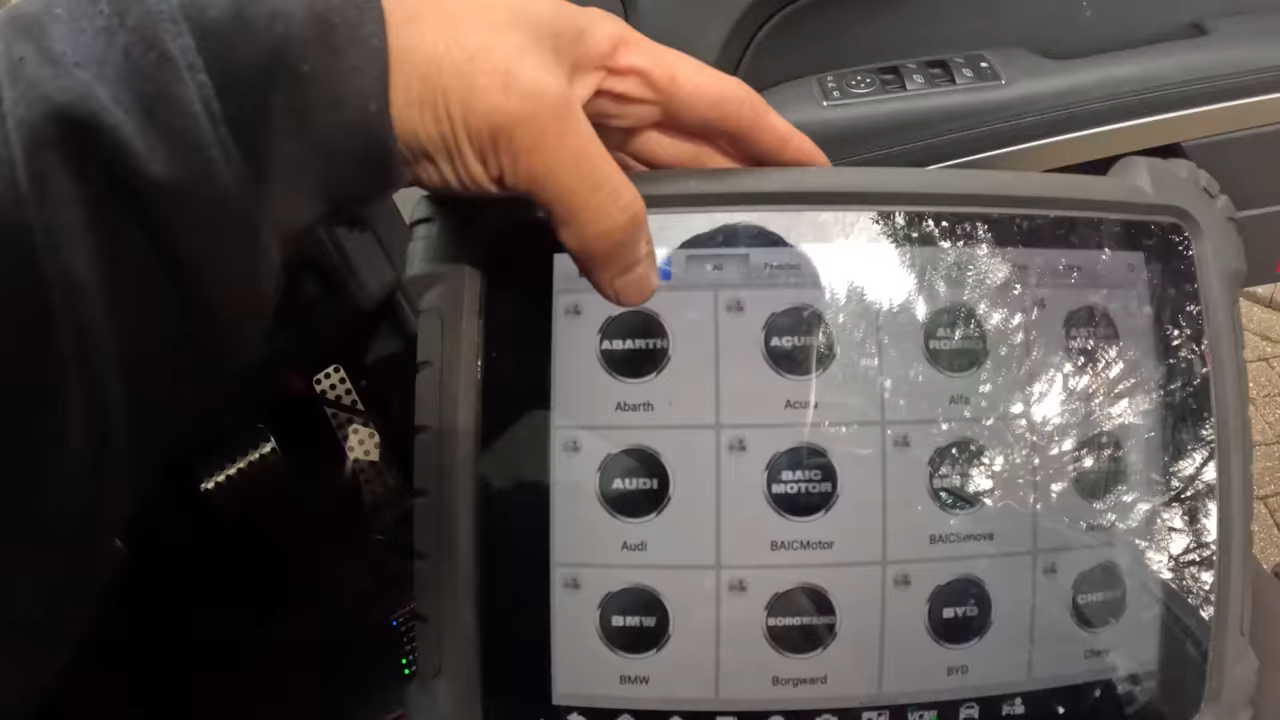 All
ABARTH
ACURA
ALFA
ROMEO
ASTON
Abarth
Acura
Alfa
AUDI
BAIC
MOTOR
Audi
BAICMotor
BAICSenova
BMW
BORGWARD
BYD
CHERY
BMW
Borgward
BYD
Chery
VCMI